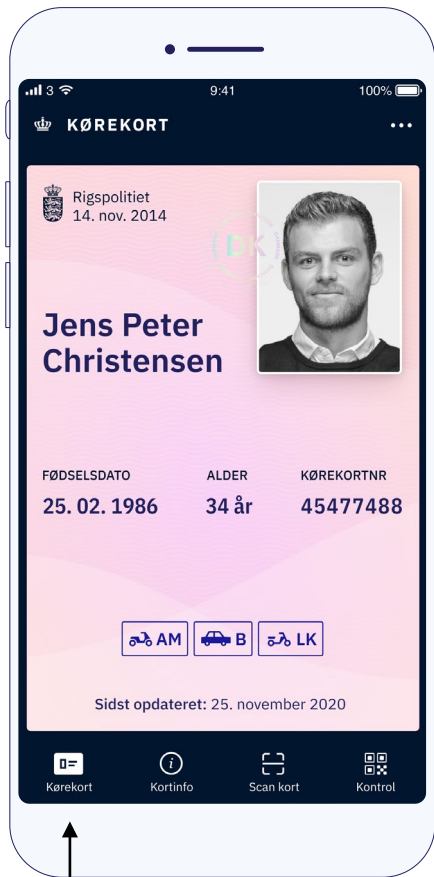 3
9:41
100%
KØREKORT
Rigspolitiet
14. nov. 2014
DK
Jens Peter
Christensen
FØDSELSDATO ALDER KØREKORTNR
25. 02. 1986 34 år 45477488
AM B LK
Sidst opdateret: 25. november 2020
Kørekort Kortinfo Scan kort Kontrol